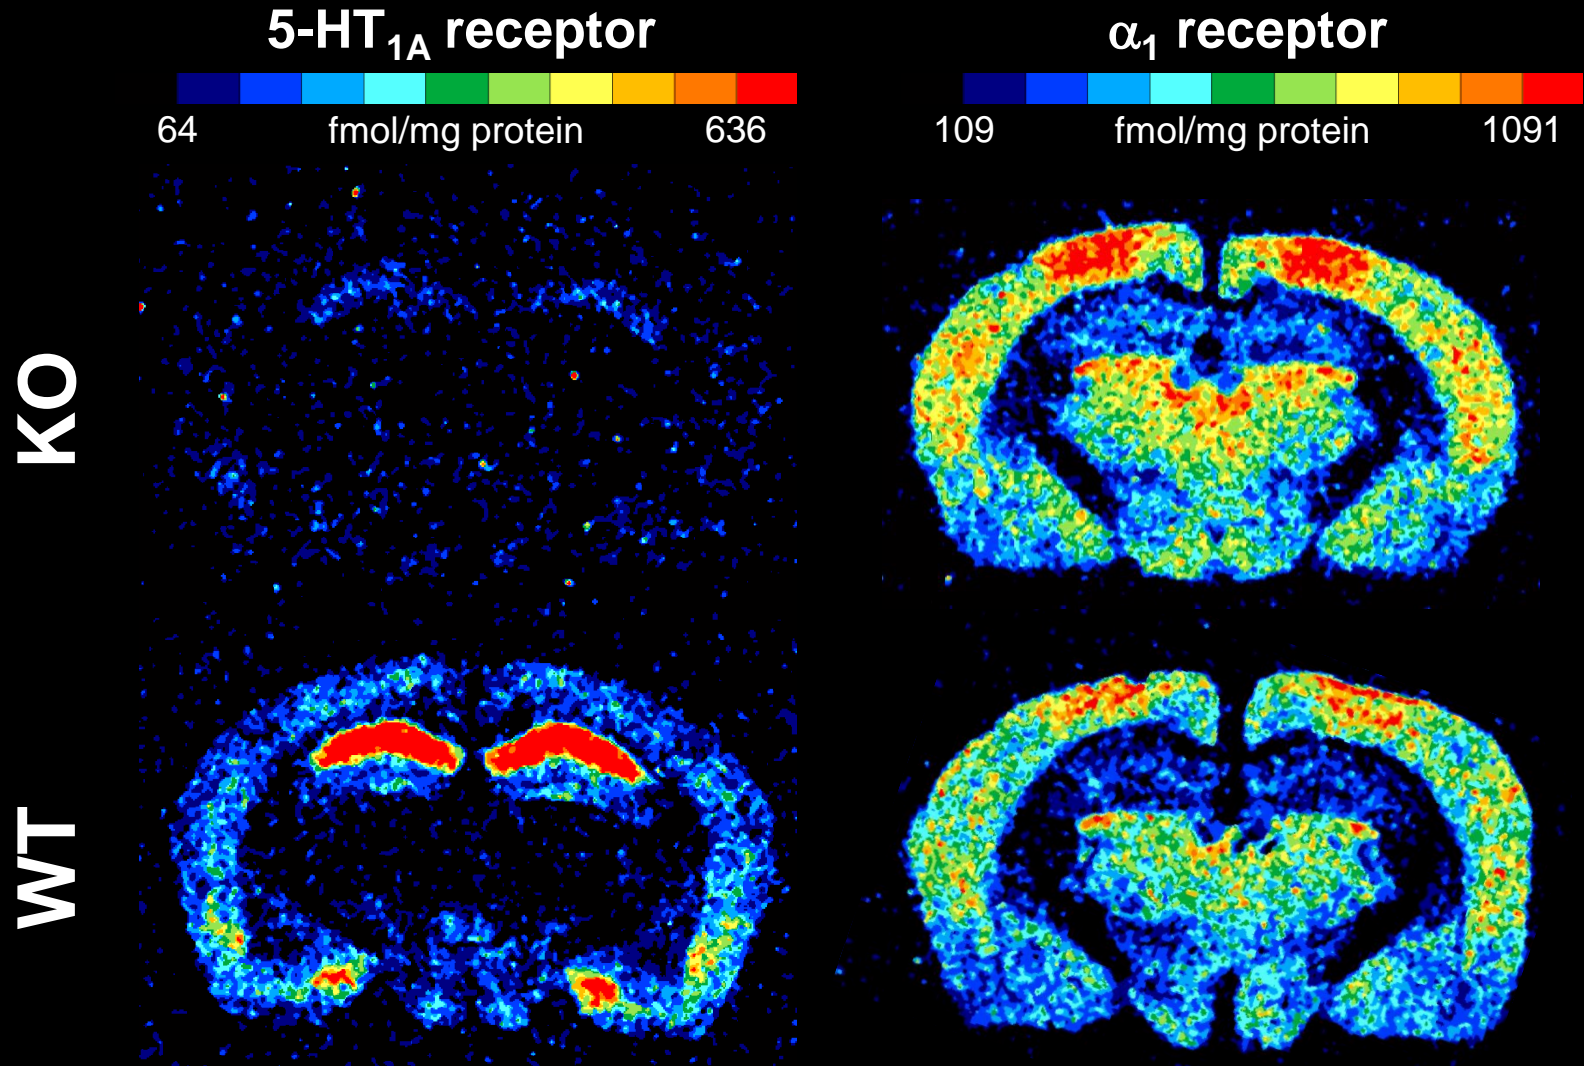 5-HT1A receptor
α1 receptor
64 fmol/mg protein 636
109 fmol/mg protein 1091
KO
WT